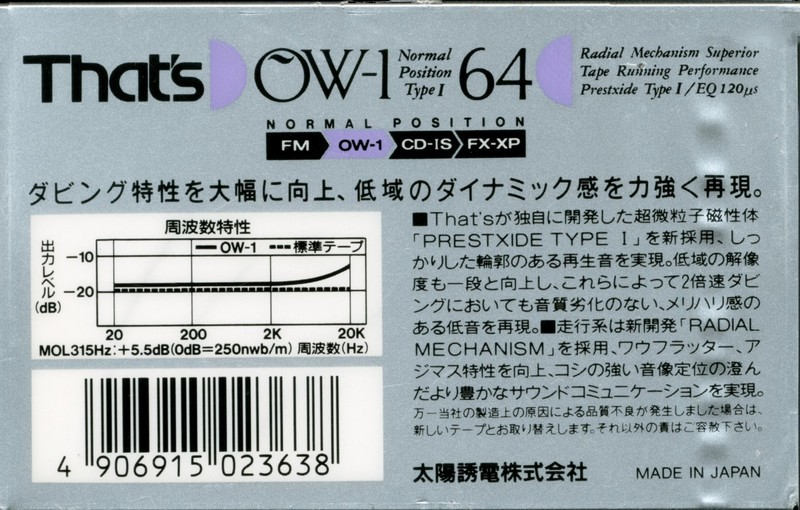 That's OW-1 Normal Position Type I 64
Radial Mechanism Superior
Tape Running Performance
Prestxide Type I / EQ 120μs
NORMAL POSITION
FM OW-1 CD-IS FX-XP
ダビング特性を大幅に向上、低域のダイナミック感を力強く再現。
周波数特性
出力レベル(dB)
OW-1 標準テープ
-10
-20
20 200 2K 20K
MOL315Hz:+5.5dB(0dB=250nwb/m) 周波数(Hz)
4 906915 023638
■That'sが独自に開発した超微粒子磁性体
「PRESTXIDE TYPE I」を新採用、しっ
かりした輪郭のある再生音を実現。低域の解像
度も一段と向上し、これらによって2倍速ダビ
ングにおいても音質劣化のない、メリハリ感の
ある低音を再現。■走行系は新開発「RADIAL
MECHANISM」を採用、ワウフラッター、ア
ジマス特性を向上、コシの強い音像定位の澄ん
だより豊かなサウンドコミュニケーションを実現。
万一当社の製造上の原因による品質不良が発生しました場合は、
新しいテープとお取り替えします。それ以外の責はご容赦下さい。
太陽誘電株式会社 MADE IN JAPAN